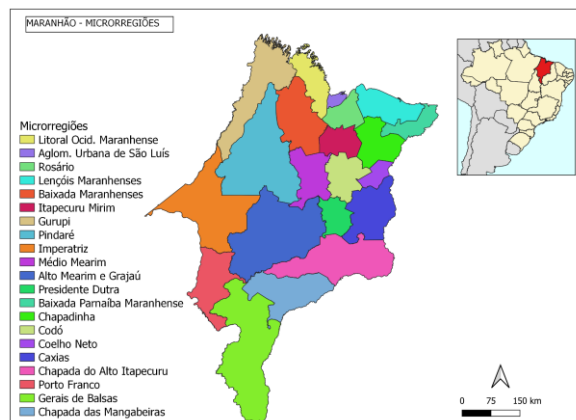 MARANHÃO - MICRORREGIÕES
Microrregiões
Litoral Ocid. Maranhense
Aglom. Urbana de São Luís
Rosário
Lençóis Maranhenses
Baixada Maranhenses
Itapecuru Mirim
Gurupi
Pindaré
Imperatriz
Médio Mearim
Alto Mearim e Grajaú
Presidente Dutra
Baixada Parnaíba Maranhense
Chapadinha
Codó
Coelho Neto
Caxias
Chapada do Alto Itapecuru
Porto Franco
Gerais de Balsas
Chapada das Mangabeiras
0 75 150 km